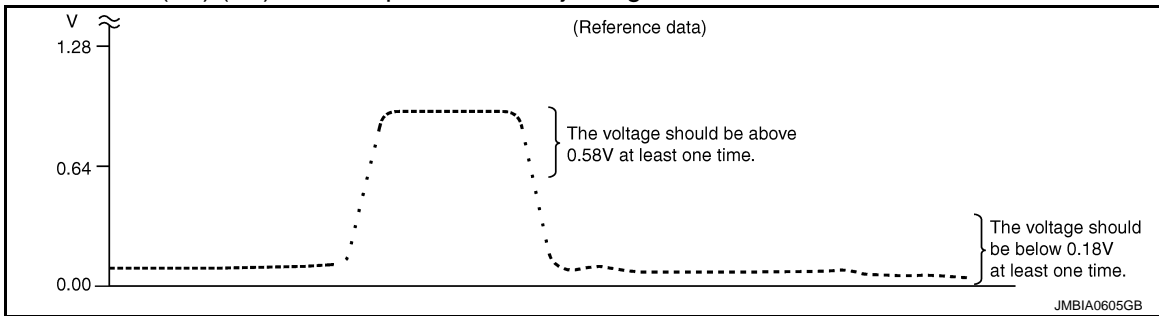 V
(Reference data)
1.28
The voltage should be above
0.58V at least one time.
0.64
The voltage should
be below 0.18V
at least one time.
0.00
JMBIA0605GB